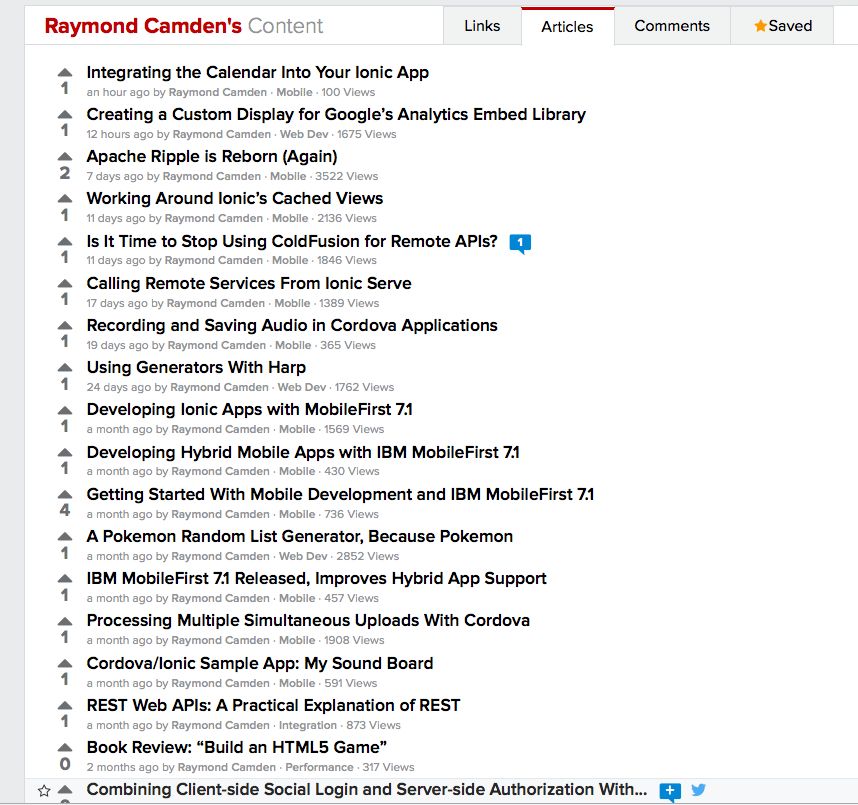 Raymond Camden's Content
Links
Articles
Comments
Saved
Integrating the Calendar Into Your Ionic App
1
an hour ago by Raymond Camden · Mobile · 100 Views
Creating a Custom Display for Google's Analytics Embed Library
1
12 hours ago by Raymond Camden · Web Dev · 1675 Views
Apache Ripple is Reborn (Again)
2
7 days ago by Raymond Camden · Mobile · 3522 Views
Working Around Ionic's Cached Views
1
11 days ago by Raymond Camden · Mobile · 2136 Views
Is It Time to Stop Using ColdFusion for Remote APIs? 1
1
11 days ago by Raymond Camden · Mobile · 1846 Views
Calling Remote Services From Ionic Serve
1
17 days ago by Raymond Camden · Mobile · 1389 Views
Recording and Saving Audio in Cordova Applications
1
19 days ago by Raymond Camden · Mobile · 365 Views
Using Generators With Harp
1
24 days ago by Raymond Camden · Web Dev · 1762 Views
Developing Ionic Apps with MobileFirst 7.1
1
a month ago by Raymond Camden · Mobile · 1569 Views
Developing Hybrid Mobile Apps with IBM MobileFirst 7.1
1
a month ago by Raymond Camden · Mobile · 430 Views
Getting Started With Mobile Development and IBM MobileFirst 7.1
4
a month ago by Raymond Camden · Mobile · 736 Views
A Pokemon Random List Generator, Because Pokemon
1
a month ago by Raymond Camden · Web Dev · 2852 Views
IBM MobileFirst 7.1 Released, Improves Hybrid App Support
1
a month ago by Raymond Camden · Mobile · 457 Views
Processing Multiple Simultaneous Uploads With Cordova
1
a month ago by Raymond Camden · Mobile · 1908 Views
Cordova/Ionic Sample App: My Sound Board
1
a month ago by Raymond Camden · Mobile · 591 Views
REST Web APIs: A Practical Explanation of REST
1
a month ago by Raymond Camden · Integration · 873 Views
Book Review: “Build an HTML5 Game”
0
2 months ago by Raymond Camden · Performance · 317 Views
Combining Client-side Social Login and Server-side Authorization With... +